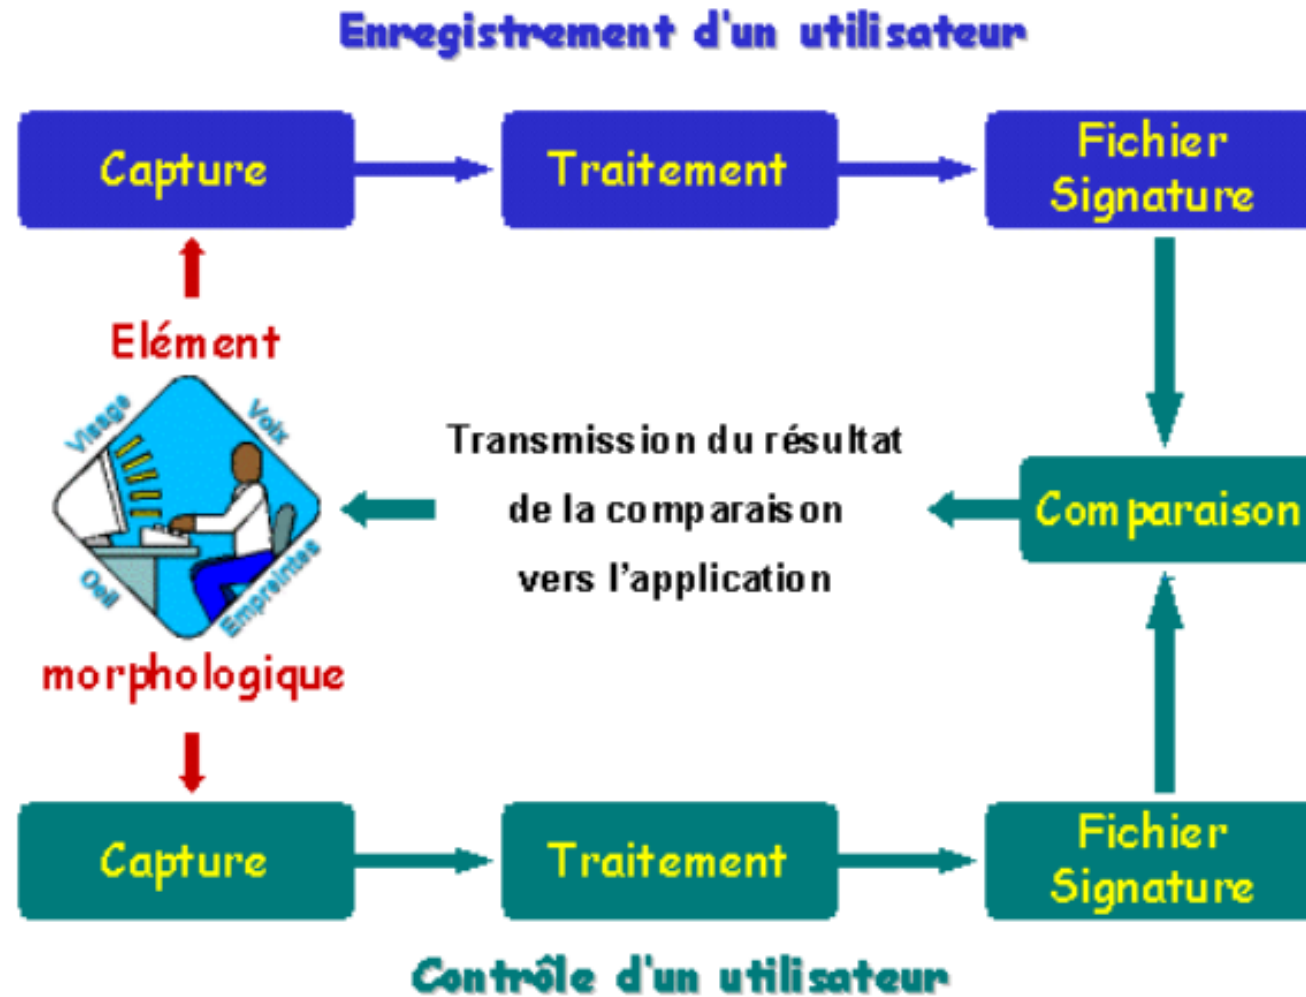 Enregistrement d'un utilisateur
Capture
Traitement
Fichier
Signature
Elément
Visage
Voix
Oeil
Empreintes
morphologique
Transmission du résultat
de la comparaison
vers l'application
Comparaison
Capture
Traitement
Fichier
Signature
Contrôle d'un utilisateur